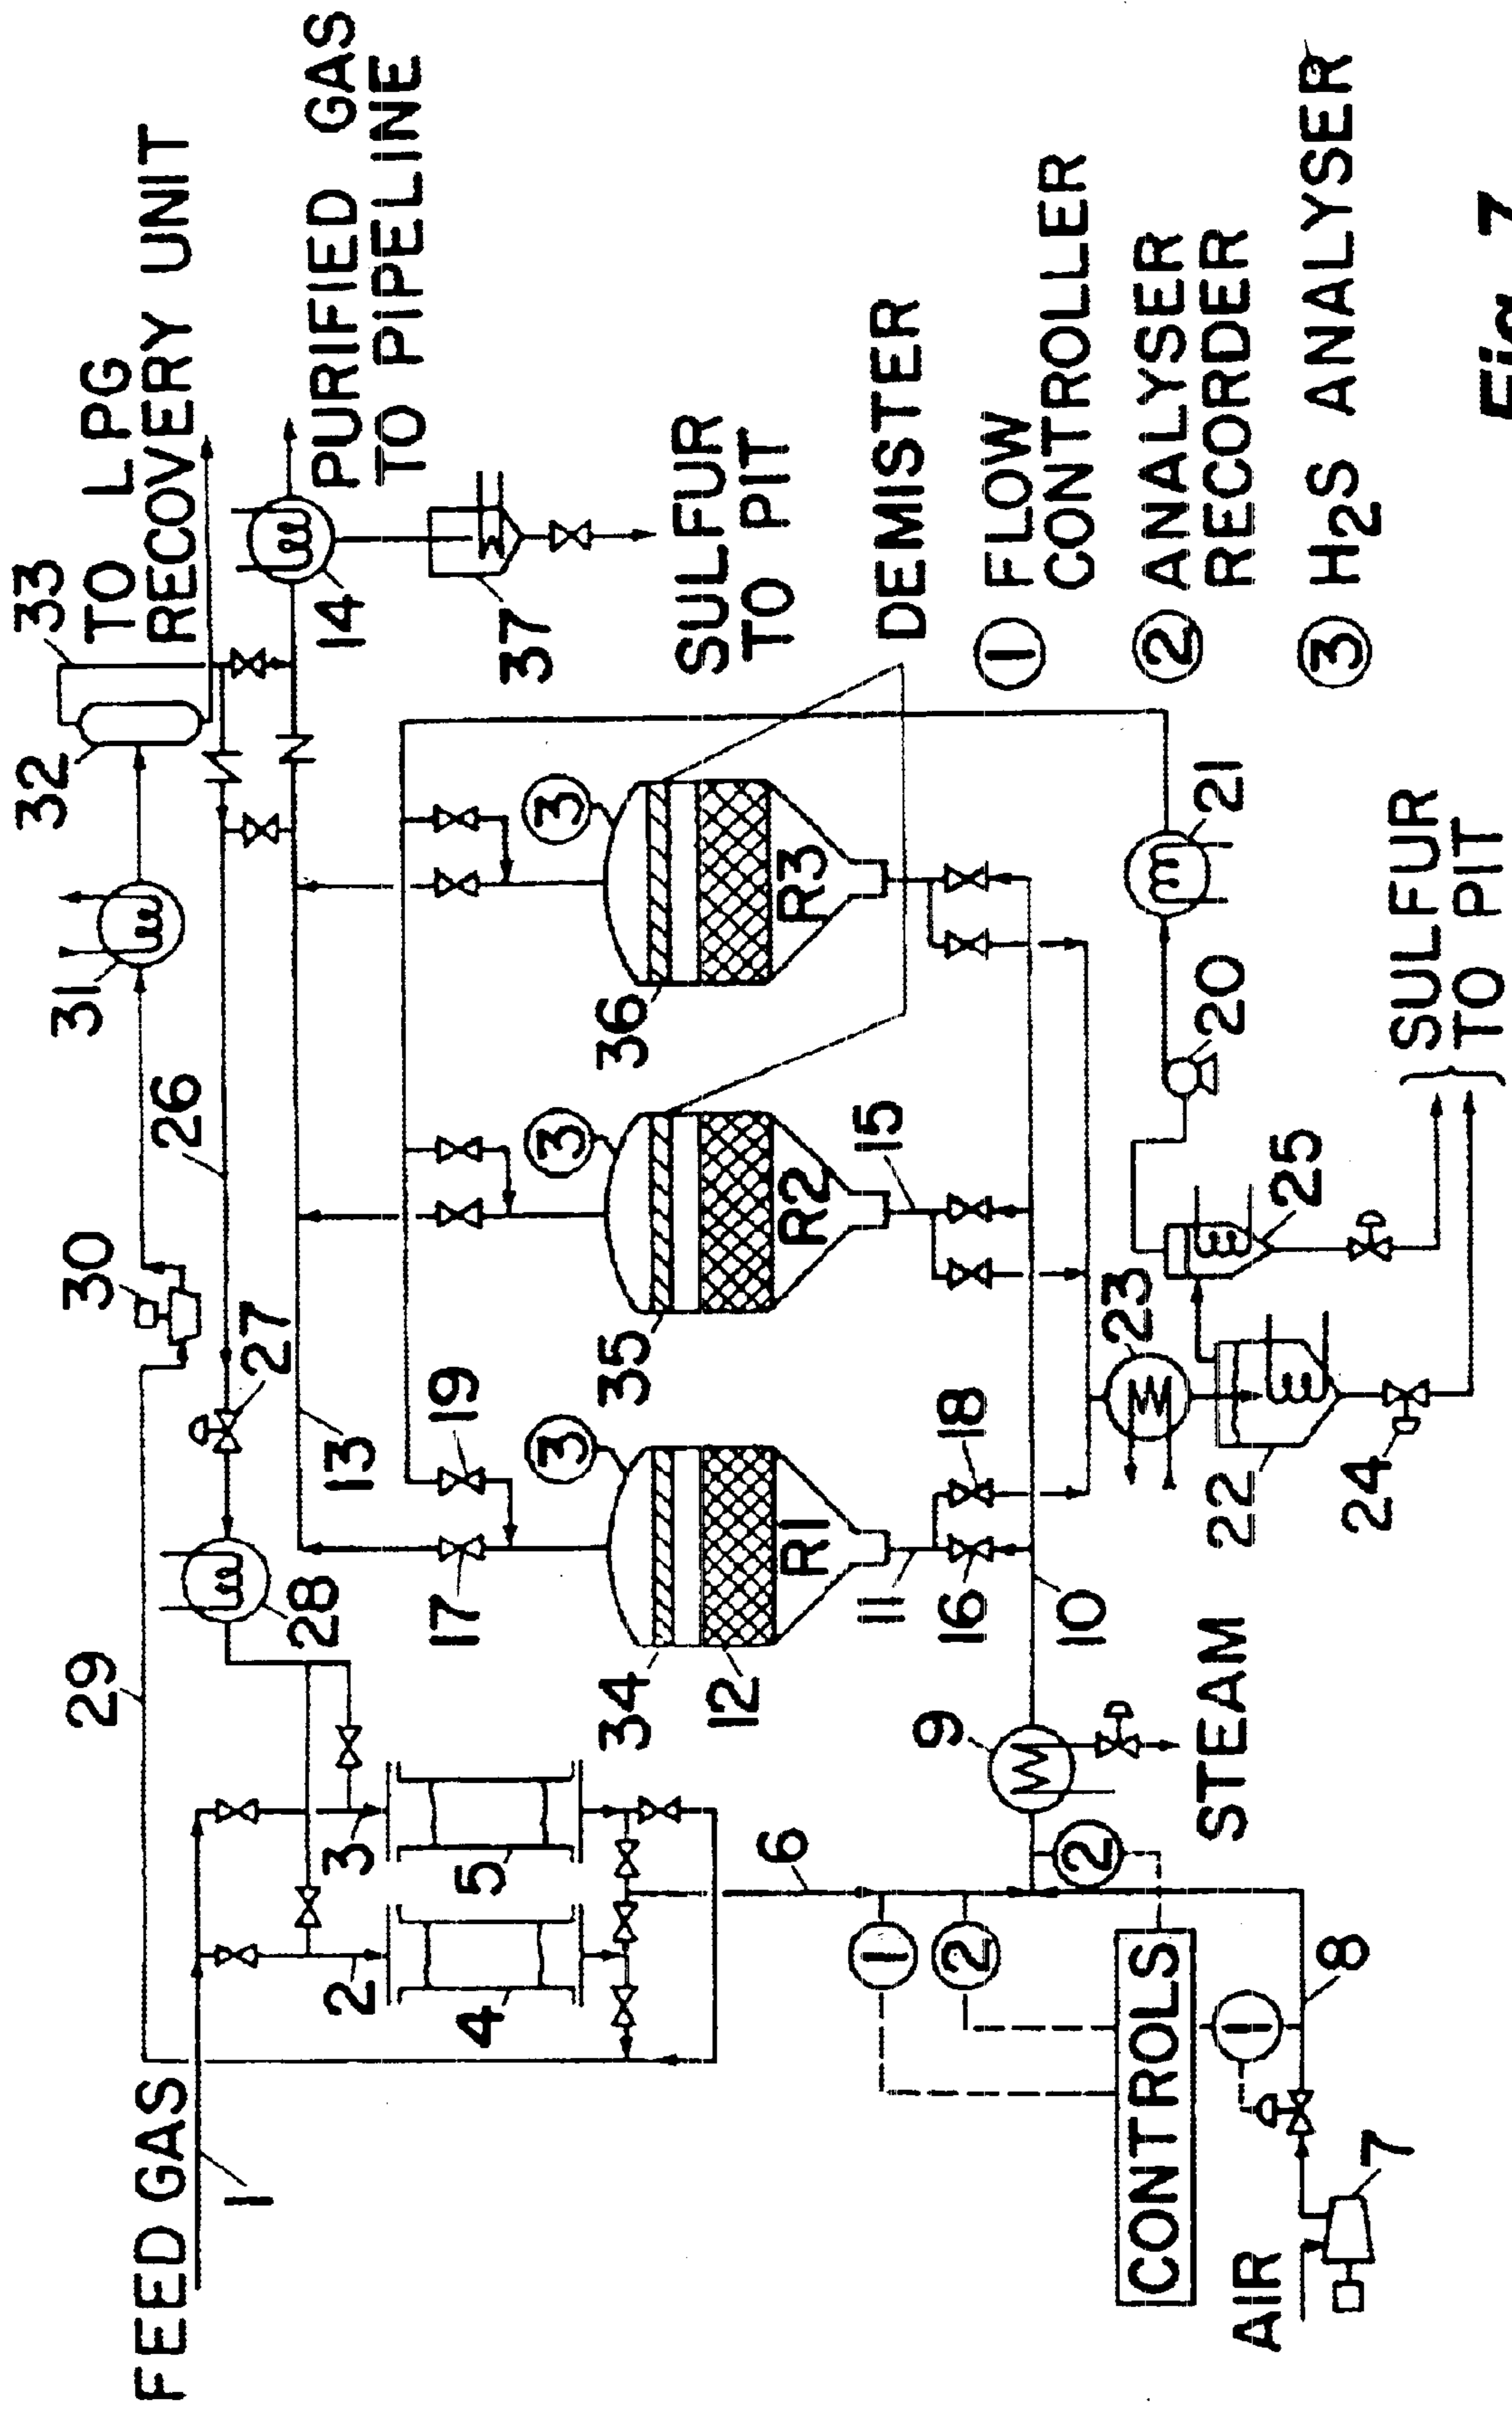 FEED GAS
1
29
30
31
32
33
TO LPG
RECOVERY UNIT
26
27
28
2
3
4
5
6
13
14
PURIFIED GAS
TO PIPELINE
37
SULFUR
TO PIT
17
19
3
3
3
34
35
36
12
R1
R2
R3
DEMISTER
11
15
16
18
9
10
1
2
2
STEAM
CONTROLS
1
8
AIR
7
22
23
24
25
20
21
SULFUR
TO PIT
1 FLOW
CONTROLLER
2 ANALYSER
RECORDER
3 H₂S ANALYSER
Fig. 7